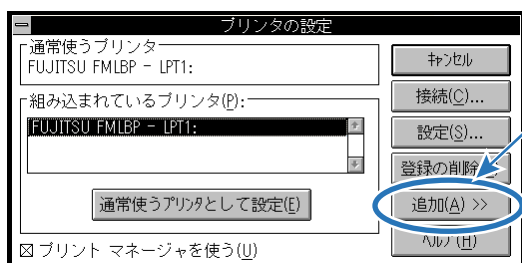 プリンタの設定
通常使うプリンタ
FUJITSU FMLBP - LPT1:
組み込まれているプリンタ(P):
FUJITSU FMLBP - LPT1:
通常使うプリンタとして設定(E)
プリント マネージャを使う(U)
キャンセル
接続(C)...
設定(S)...
登録の削除
追加(A) >>
ヘルプ(H)